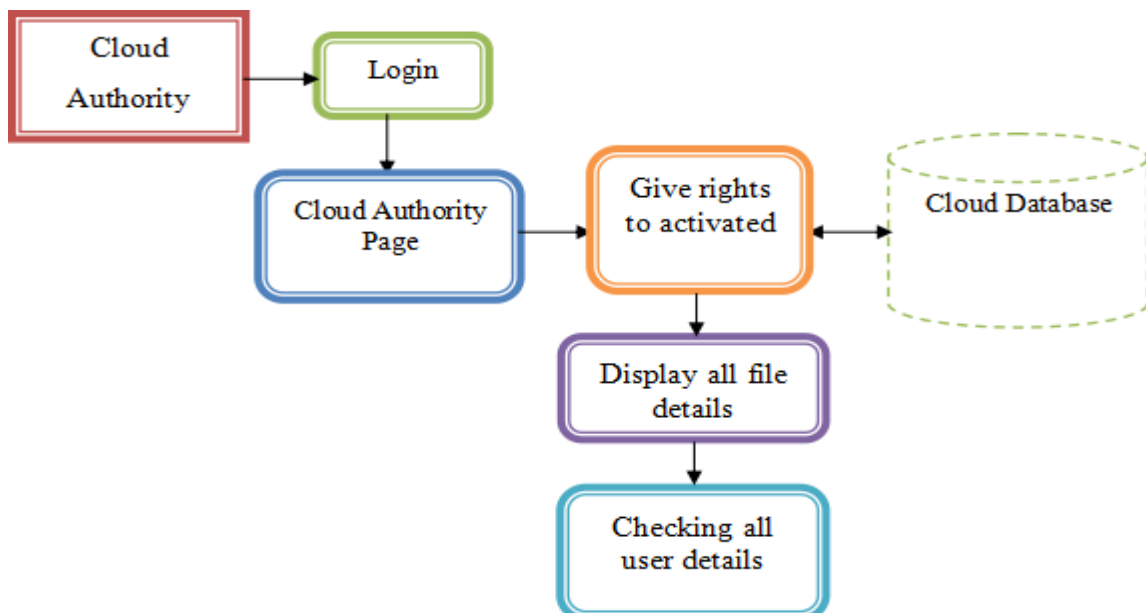 Cloud
Authority
Login
Cloud Authority
Page
Give rights
to activated
Cloud Database
Display all file
details
Checking all
user details